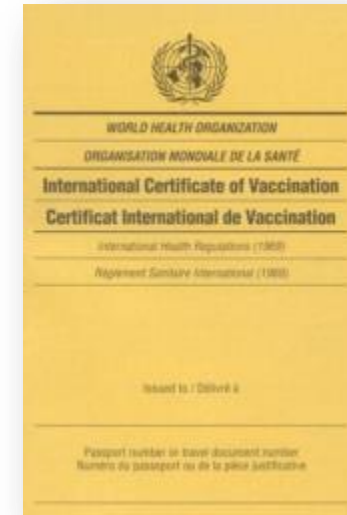 WORLD HEALTH ORGANIZATION
ORGANISATION MONDIALE DE LA SANTÉ
International Certificate of Vaccination
Certificat International de Vaccination
International Health Regulations (1969)
Règlement Sanitaire International (1969)
Issued to / Délivré à
Passport number or travel document number
Numéro du passeport ou de la pièce justificative